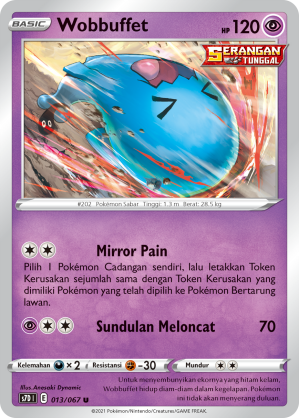 BASIC
Wobbuffet
HP 120
SERANGAN
TUNGGAL
#202 Pokémon Sabar Tinggi: 1.3 m Berat: 28.5 kg
Mirror Pain
Pilih 1 Pokémon Cadangan sendiri, lalu letakkan Token
Kerusakan sejumlah sama dengan Token Kerusakan yang
dimiliki Pokémon yang telah dipilih ke Pokémon Bertarung
lawan.
Sundulan Meloncat 70
Kelemahan ×2 Resistansi -30 Mundur
Illus. Anesaki Dynamic
S7D I E 013/067 U
Untuk menyembunyikan ekornya yang hitam kelam,
Wobbuffet hidup diam-diam dalam kegelapan. Pokémon
ini tidak akan menyerang lebih dulu.
©2021 Pokémon/Nintendo/Creatures/GAME FREAK